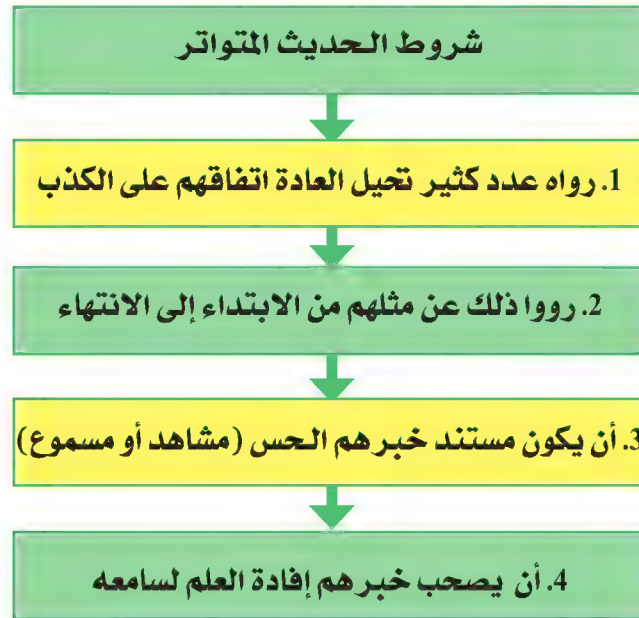 شروط الحديث المتواتر
1. رواه عدد كثير تحيل العادة اتفاقهم على الكذب
2. رووا ذلك عن مثلهم من الابتداء إلى الانتهاء
3. أن يكون مستند خبرهم الحس (مشاهد أو مسموع)
4. أن يصحب خبرهم إفادة العلم لسامعه